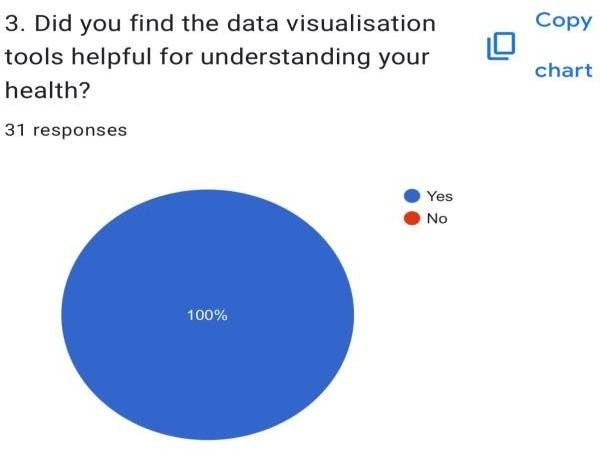 3. Did you find the data visualisation
tools helpful for understanding your
health?
Copy
chart
31 responses
Yes
No
100%